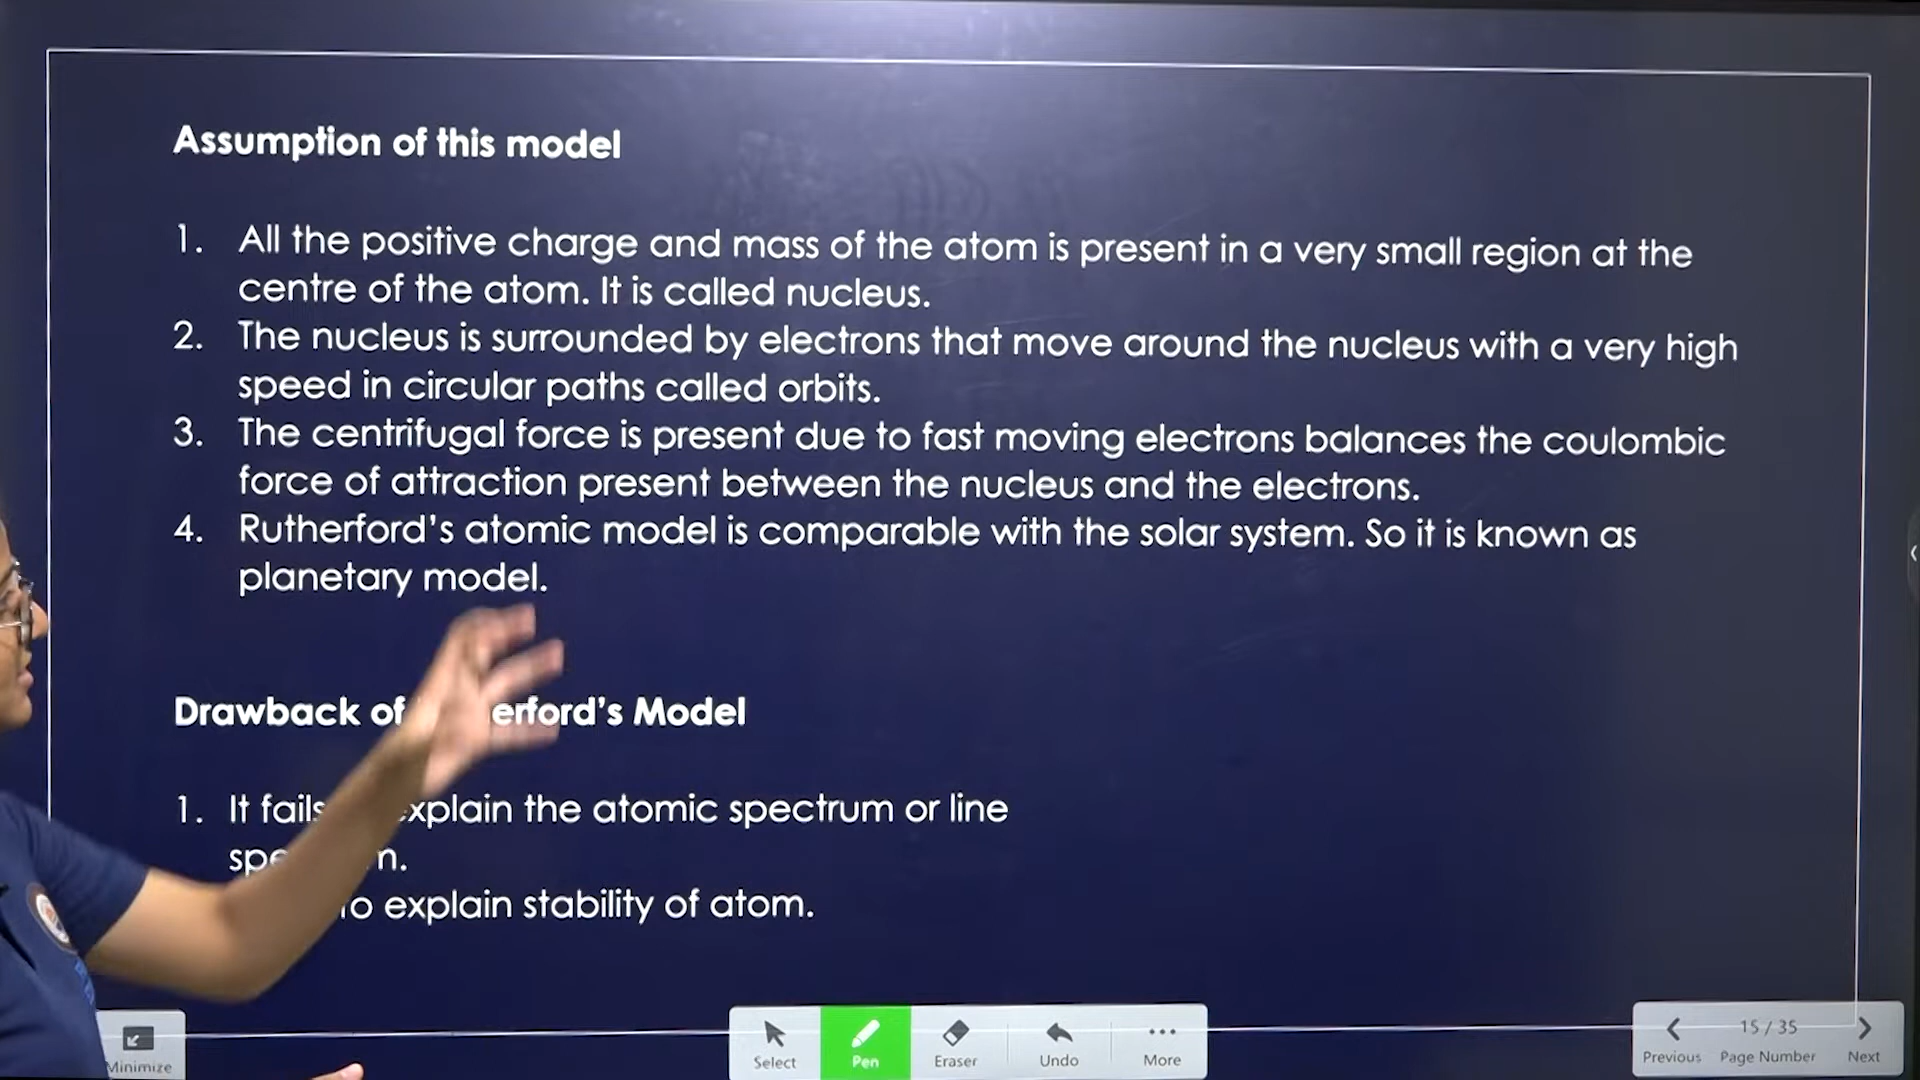 Assumption of this model
1. All the positive charge and mass of the atom is present in a very small region at the
centre of the atom. It is called nucleus.
2. The nucleus is surrounded by electrons that move around the nucleus with a very high
speed in circular paths called orbits.
3. The centrifugal force is present due to fast moving electrons balances the coulombic
force of attraction present between the nucleus and the electrons.
4. Rutherford's atomic model is comparable with the solar system. So it is known as
planetary model.
Drawback of erford's Model
1. It fails explain the atomic spectrum or line
to explain stability of atom.
Minimize
Select
Pen
Eraser
Undo
More
15 / 35
Previous Page Number Next